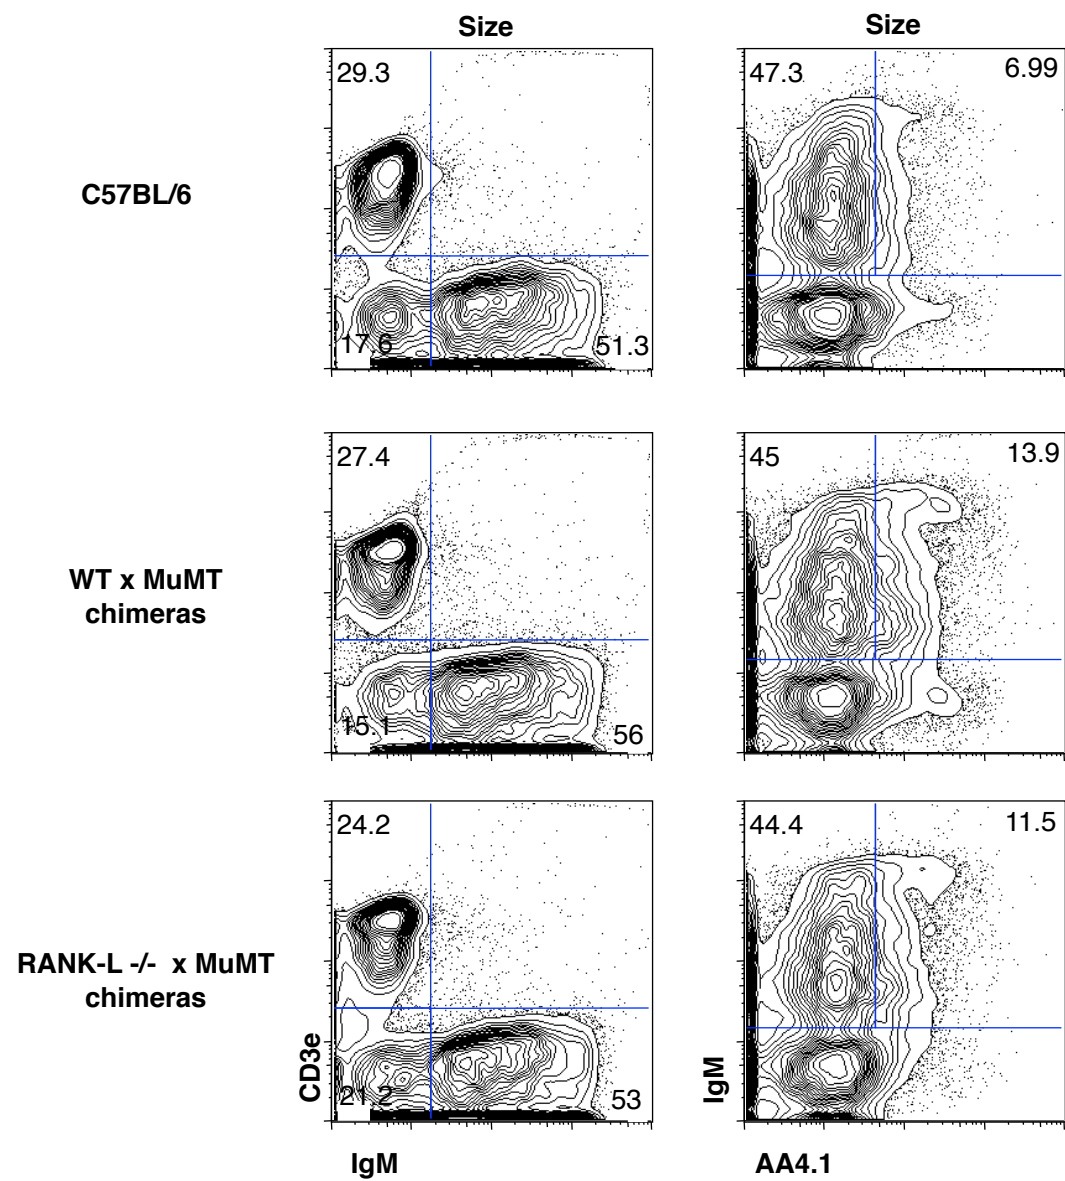 Size
Size
C57BL/6
29.3
17.6
51.3
47.3
6.99
WT x MuMT
chimeras
27.4
15.1
56
45
13.9
RANK-L -/- x MuMT
chimeras
24.2
21.2
53
CD3e
44.4
11.5
IgM
IgM
AA4.1